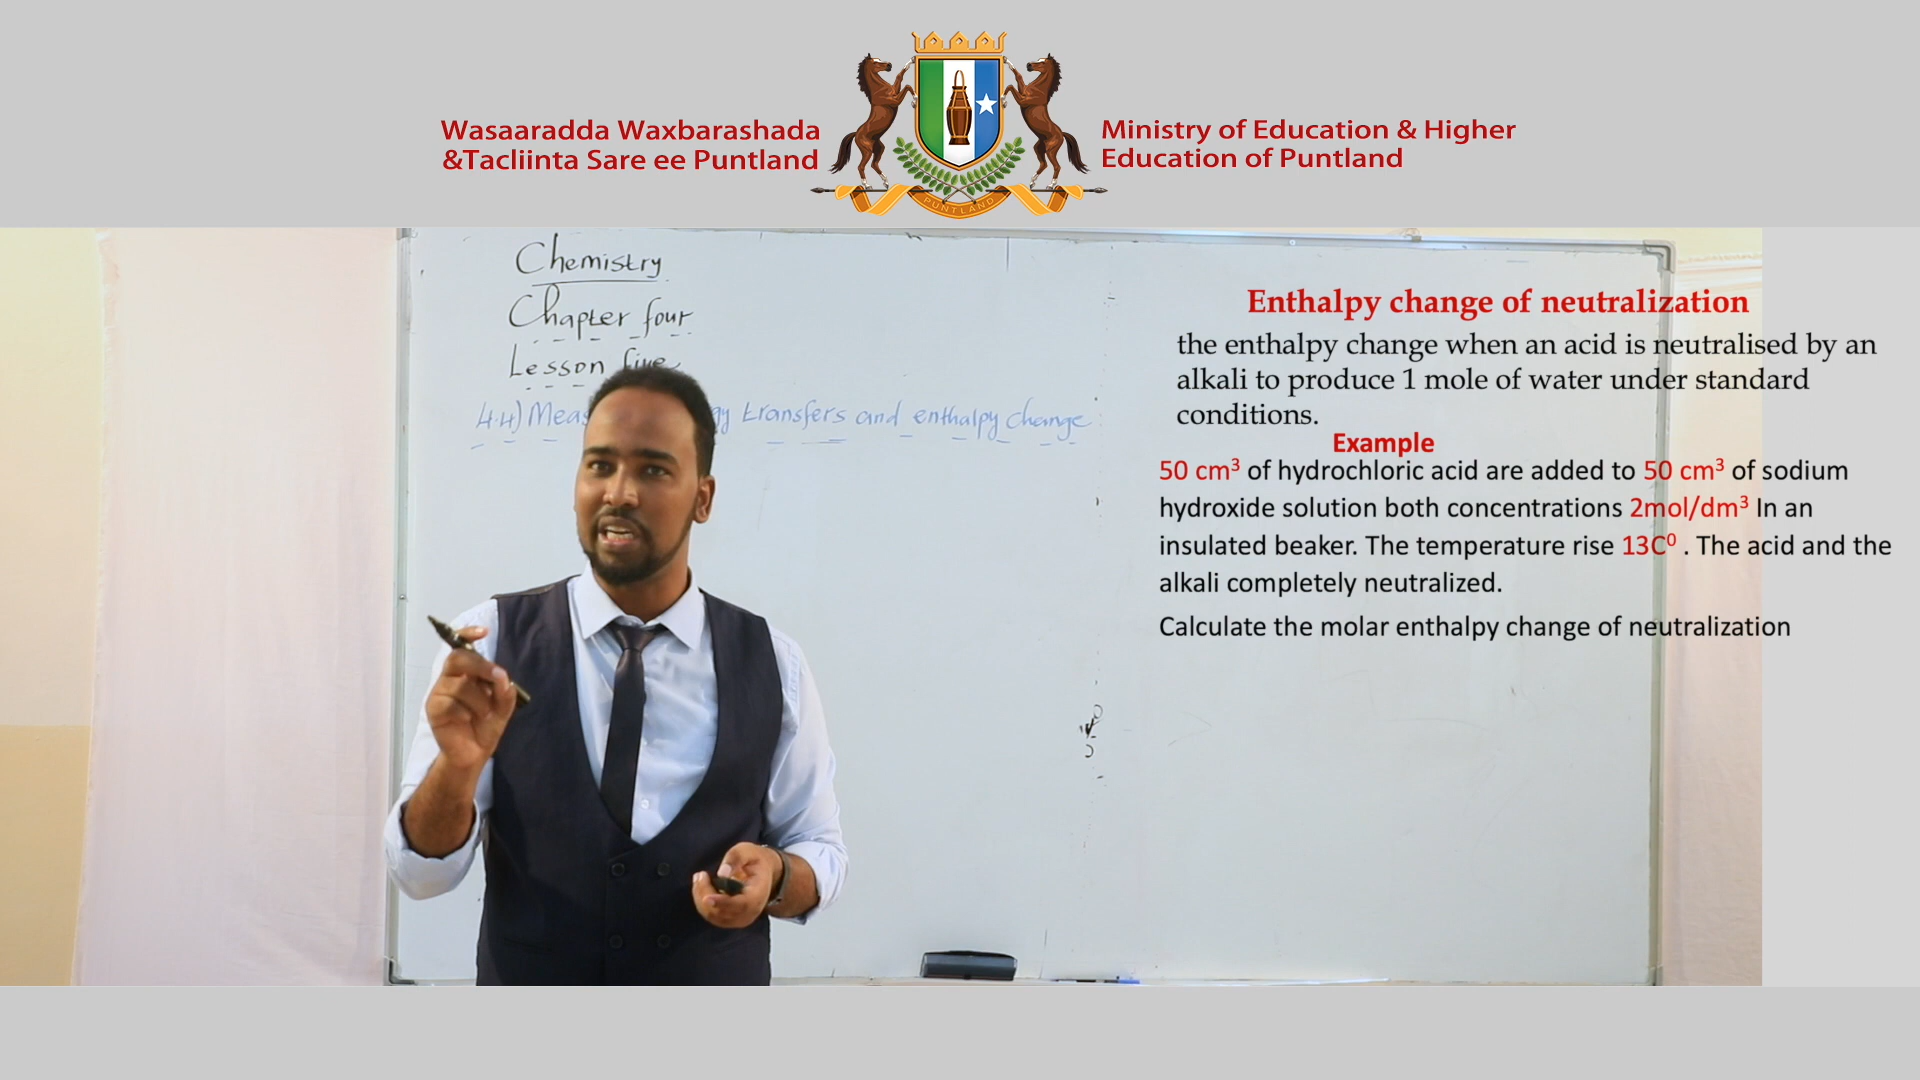 Wasaaradda Waxbarashada
&Tacliinta Sare ee Puntland
Ministry of Education & Higher
Education of Puntland
PUNTLAND
Chemistry
Chapter four
Lesson five
4.4) Meas gy transfers and enthalpy change
Enthalpy change of neutralization
the enthalpy change when an acid is neutralised by an
alkali to produce 1 mole of water under standard
conditions.
Example
50 cm³ of hydrochloric acid are added to 50 cm³ of sodium
hydroxide solution both concentrations 2mol/dm³ In an
insulated beaker. The temperature rise 13C⁰ . The acid and the
alkali completely neutralized.
Calculate the molar enthalpy change of neutralization